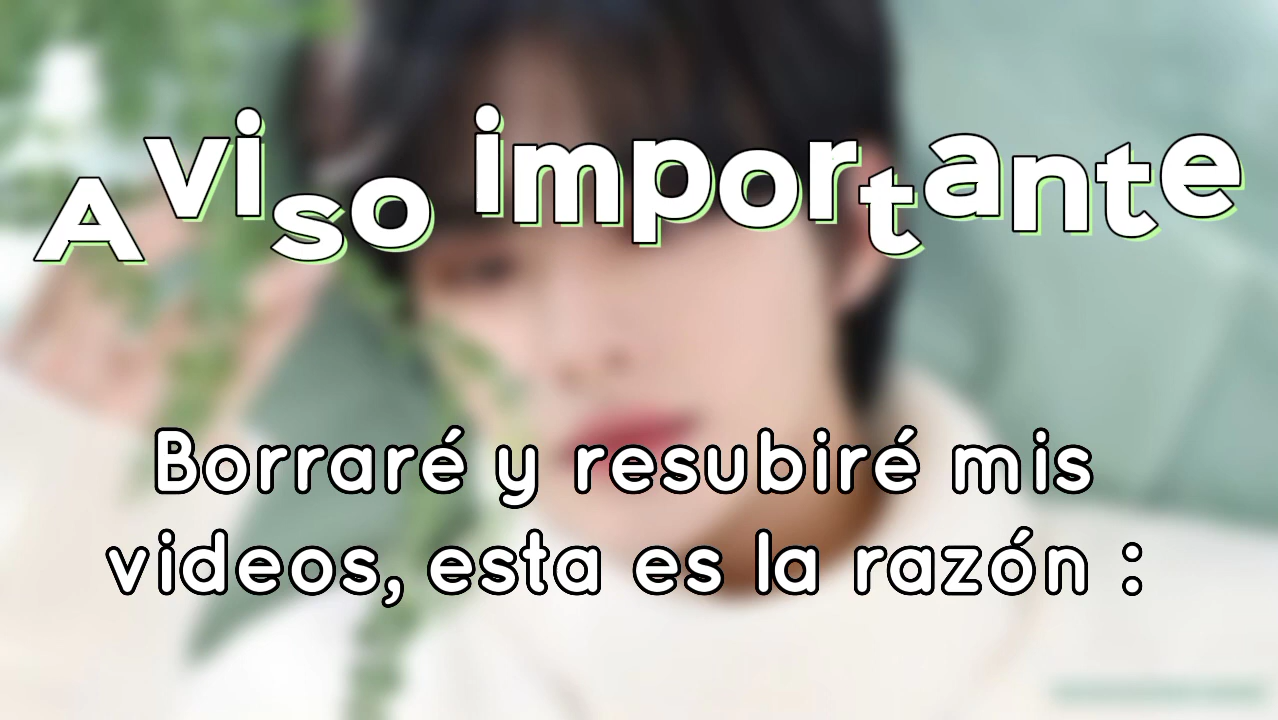 Aviso importante
Borraré y resubiré mis
videos, esta es la razón :